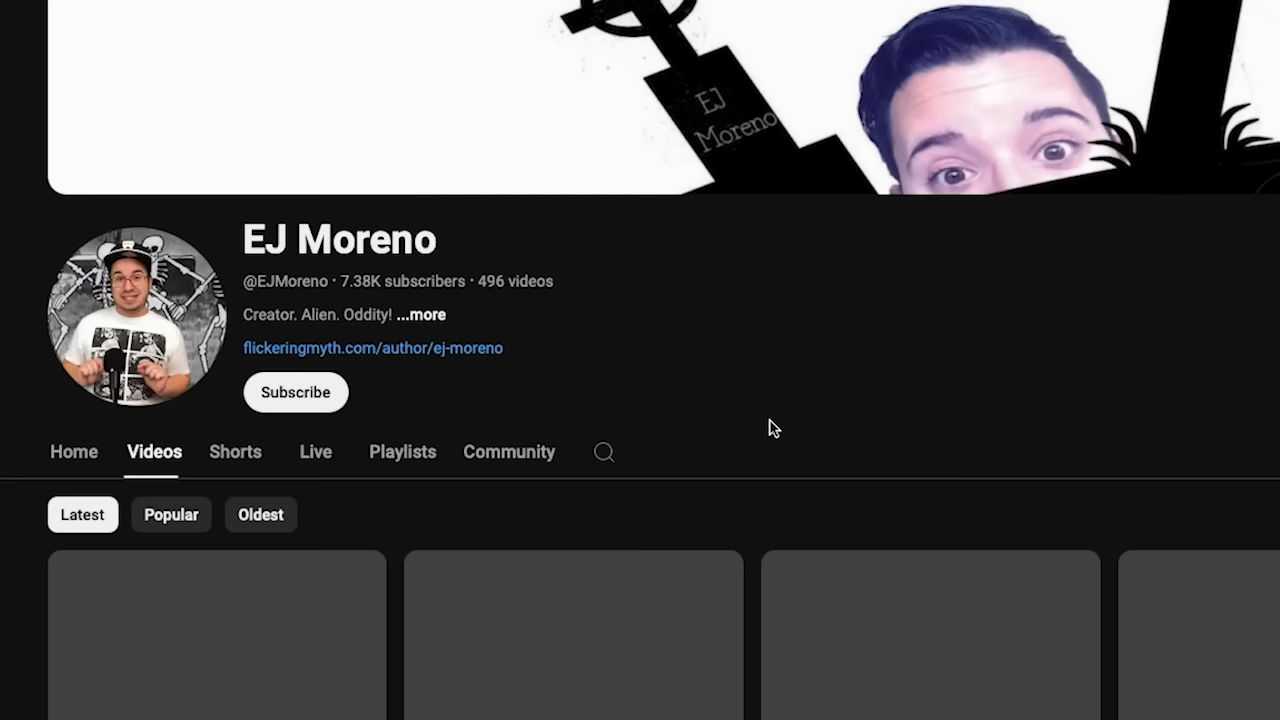 EJ
Moreno
EJ Moreno
@EJMoreno · 7.38K subscribers · 496 videos
Creator. Alien. Oddity! ...more
flickeringmyth.com/author/ej-moreno
Subscribe
Home Videos Shorts Live Playlists Community
Latest Popular Oldest